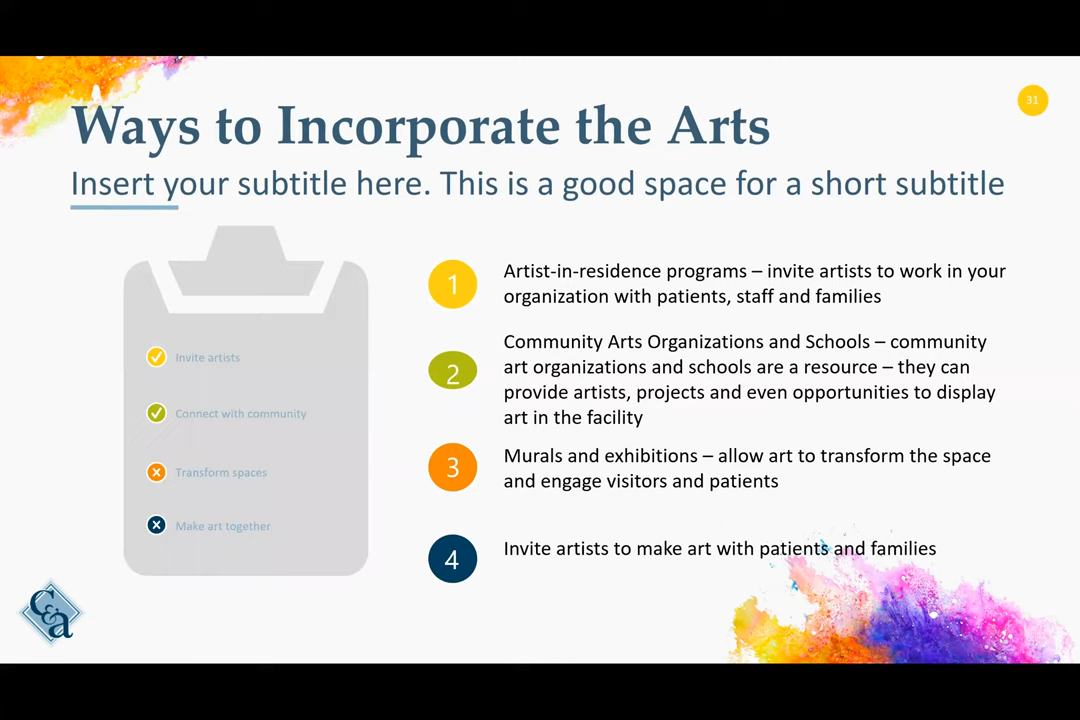 31
Ways to Incorporate the Arts
Insert your subtitle here. This is a good space for a short subtitle
Invite artists
Connect with community
Transform spaces
Make art together
1
Artist-in-residence programs – invite artists to work in your
organization with patients, staff and families
2
Community Arts Organizations and Schools – community
art organizations and schools are a resource – they can
provide artists, projects and even opportunities to display
art in the facility
3
Murals and exhibitions – allow art to transform the space
and engage visitors and patients
4
Invite artists to make art with patients and families
C&a